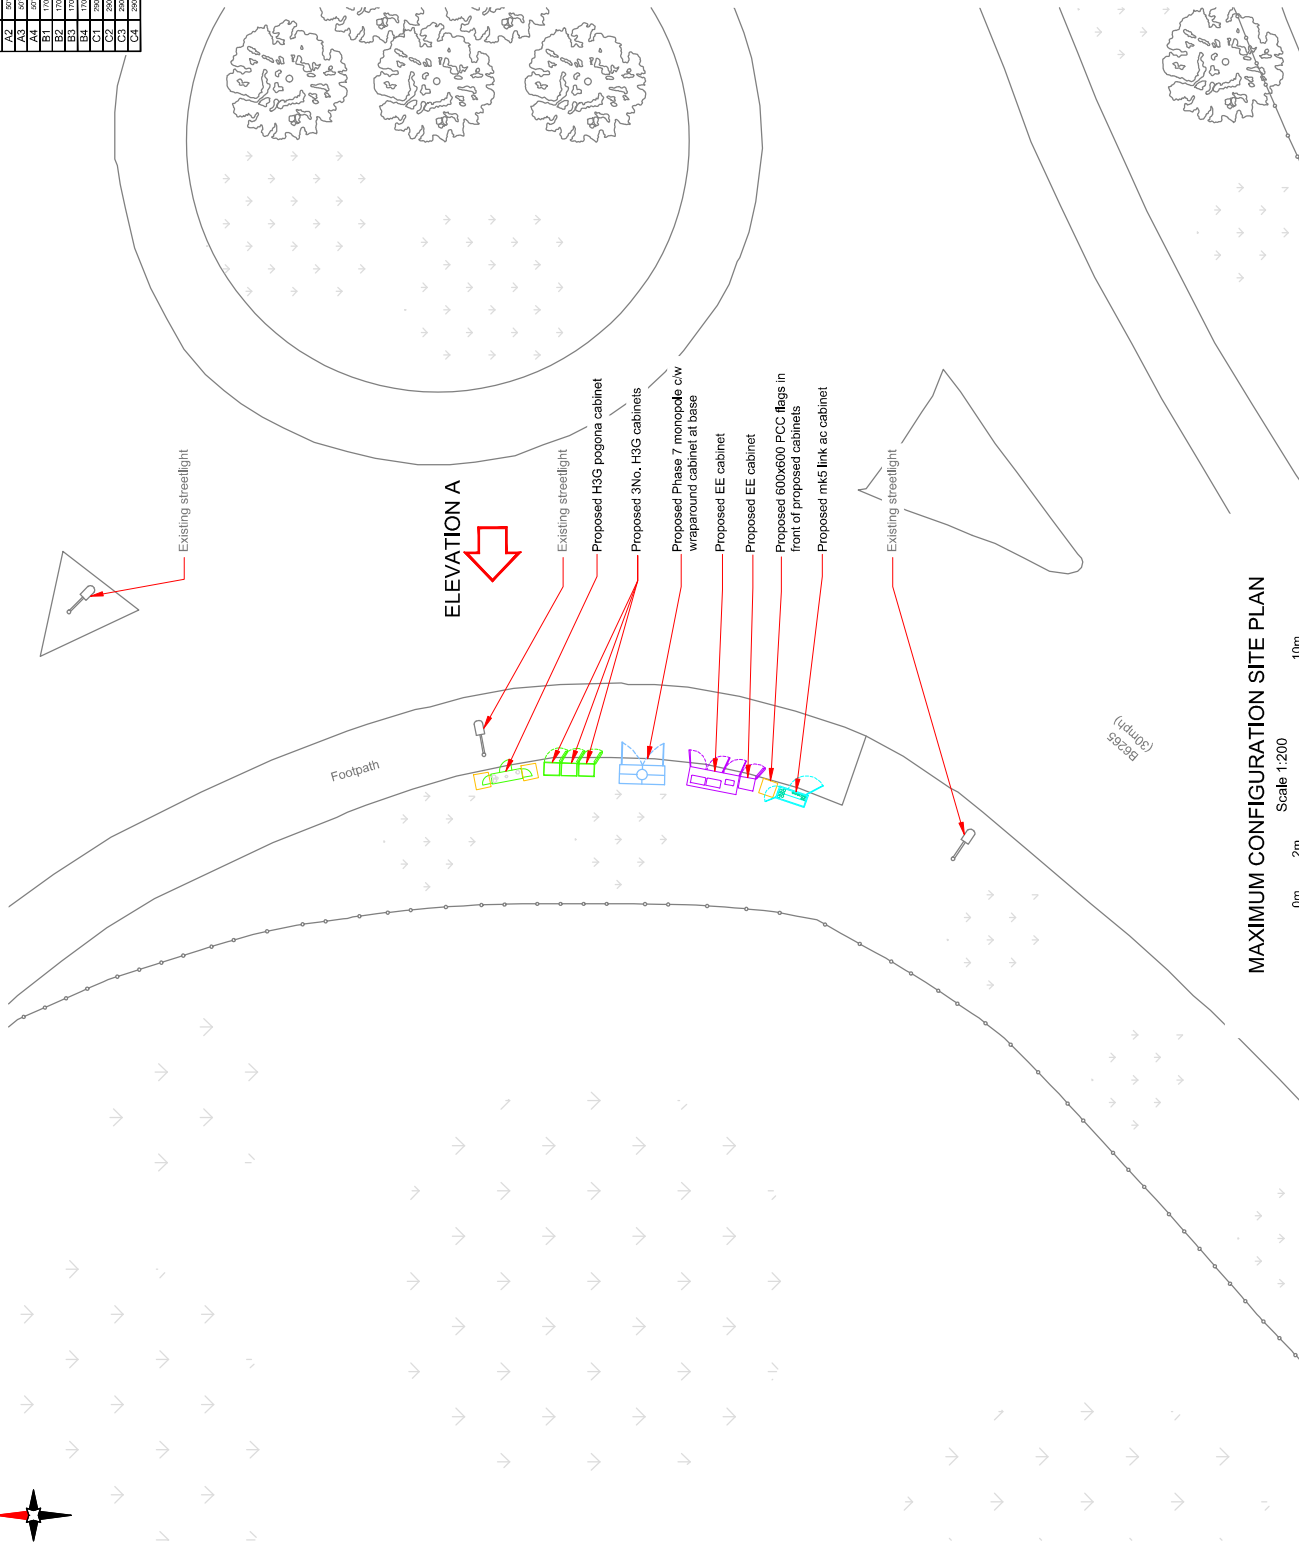 A2
A3
A4
B1
B2
B3
B4
C1
C2
C3
C4
Existing streetlight
ELEVATION A
Existing streetlight
Proposed H3G pogona cabinet
Proposed 3No. H3G cabinets
Proposed Phase 7 monopole c/w
wraparound cabinet at base
Proposed EE cabinet
Proposed EE cabinet
Proposed 600x600 PCC flags in
front of proposed cabinets
Proposed mk5 link ac cabinet
Existing streetlight
Footpath
B6265
(30mph)
MAXIMUM CONFIGURATION SITE PLAN
Scale 1:200
0m 2m 10m